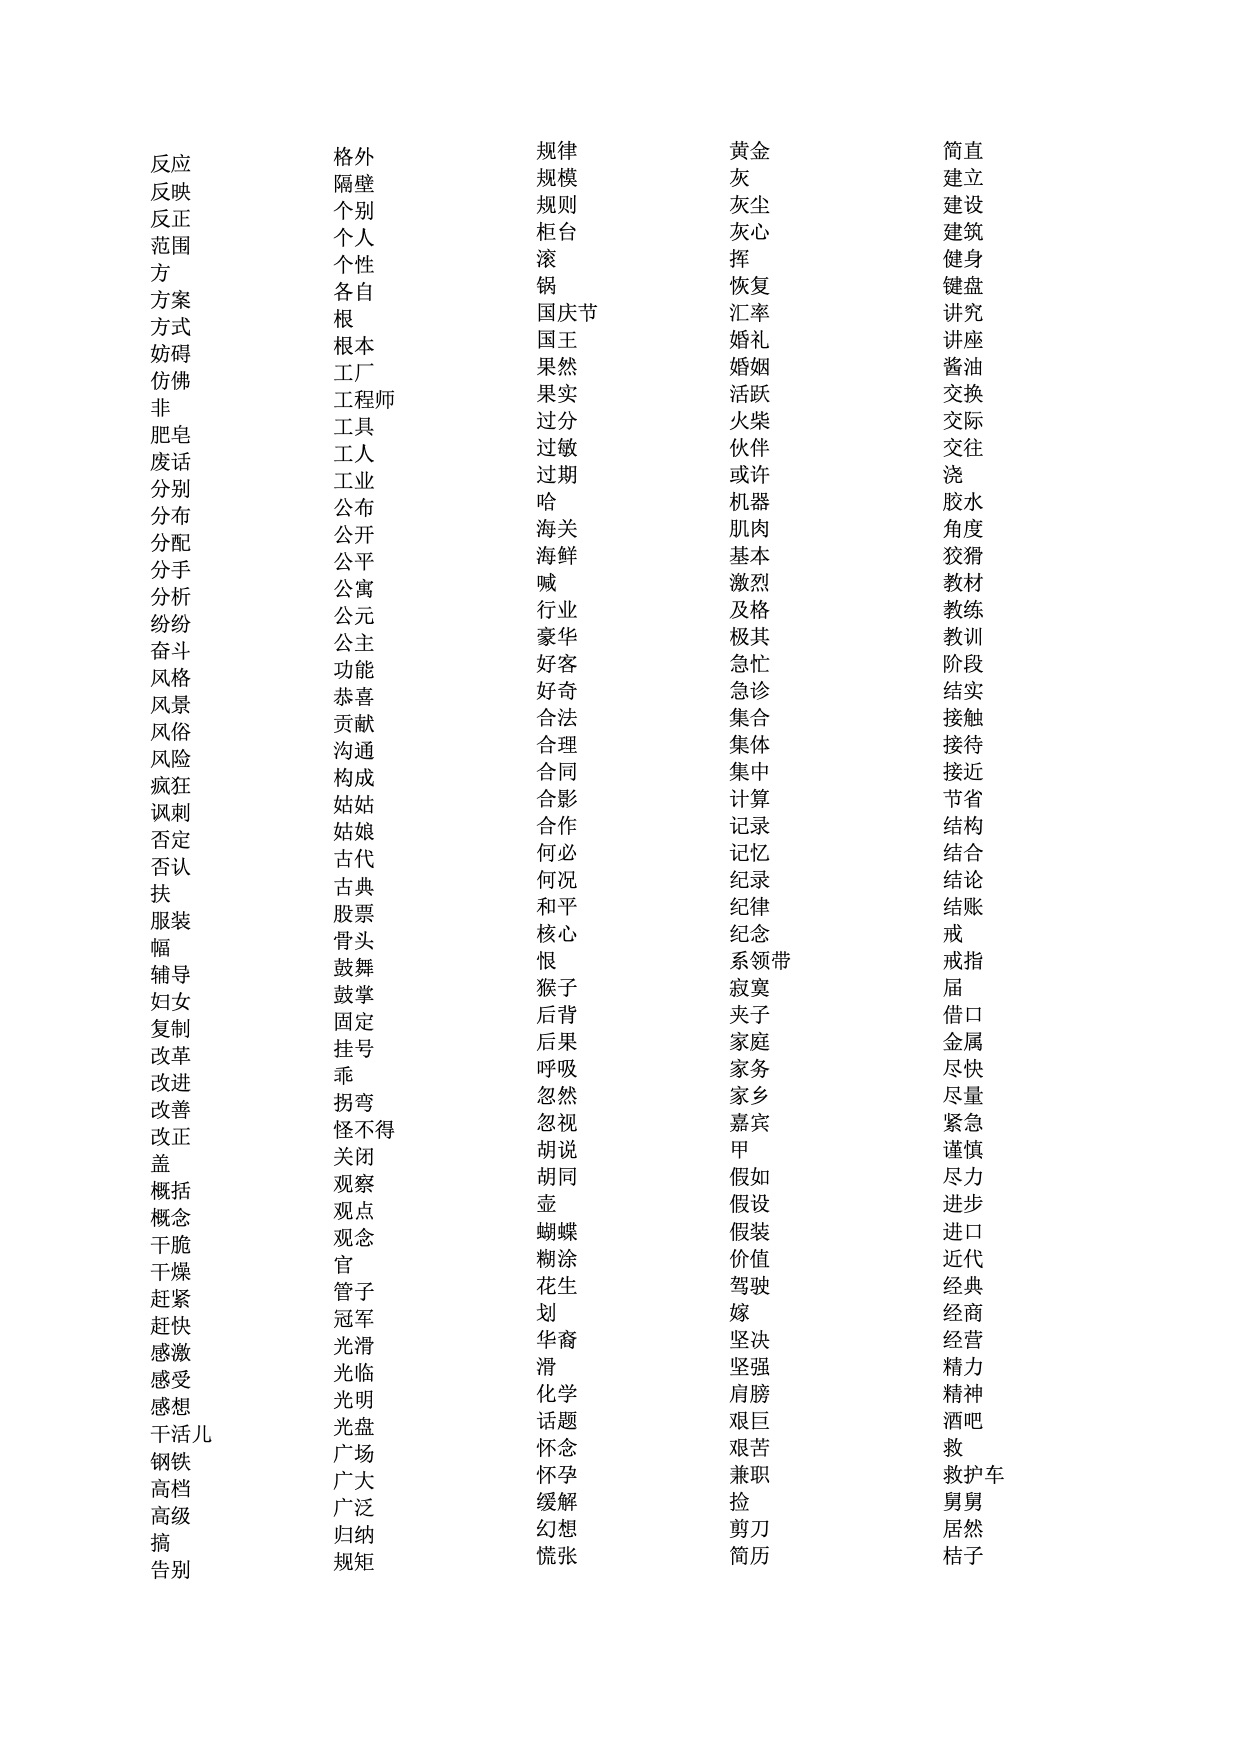 反应
反映
反正
范围
方
方案
方式
妨碍
仿佛
非
肥皂
废话
分别
分布
分配
分手
分析
纷纷
奋斗
风格
风景
风俗
风险
疯狂
讽刺
否定
否认
扶
服装
幅
辅导
妇女
复制
改革
改进
改善
改正
盖
概括
概念
干脆
干燥
赶紧
赶快
感激
感受
感想
干活儿
钢铁
高档
高级
搞
告别
格外
隔壁
个别
个人
个性
各自
根
根本
工厂
工程师
工具
工人
工业
公布
公开
公平
公寓
公元
公主
功能
恭喜
贡献
沟通
构成
姑姑
姑娘
古代
古典
股票
骨头
鼓舞
鼓掌
固定
挂号
乖
拐弯
怪不得
关闭
观察
观点
观念
官
管子
冠军
光滑
光临
光明
光盘
广场
广大
广泛
归纳
规矩
规律
规模
规则
柜台
滚
锅
国庆节
国王
果然
果实
过分
过敏
过期
哈
海关
海鲜
喊
行业
豪华
好客
好奇
合法
合理
合同
合影
合作
何必
何况
和平
核心
恨
猴子
后背
后果
呼吸
忽然
忽视
胡说
胡同
壶
蝴蝶
糊涂
花生
划
华裔
滑
化学
话题
怀念
怀孕
缓解
幻想
慌张
黄金
灰
灰尘
灰心
挥
恢复
汇率
婚礼
婚姻
活跃
火柴
伙伴
或许
机器
肌肉
基本
激烈
及格
极其
急忙
急诊
集合
集体
集中
计算
记录
记忆
纪录
纪律
纪念
系领带
寂寞
夹子
家庭
家务
家乡
嘉宾
甲
假如
假设
假装
价值
驾驶
嫁
坚决
坚强
肩膀
艰巨
艰苦
兼职
捡
剪刀
简历
简直
建立
建设
建筑
健身
键盘
讲究
讲座
酱油
交换
交际
交往
浇
胶水
角度
狡猾
教材
教练
教训
阶段
结实
接触
接待
接近
节省
结构
结合
结论
结账
戒
戒指
届
借口
金属
尽快
尽量
紧急
谨慎
尽力
进步
进口
近代
经典
经商
经营
精力
精神
酒吧
救
救护车
舅舅
居然
桔子